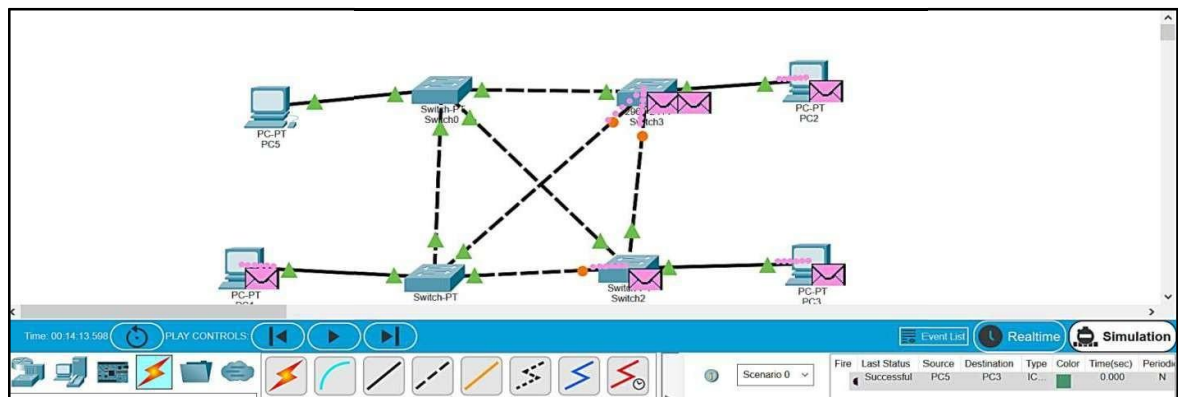 Switch-PT
Switch0
Switch3
PC-PT
PC2
PC-PT
PC5
PC-PT
Switch-PT
Switch2
PC-PT
PC3
Time: 00:14:13.598
PLAY CONTROLS:
Event List
Realtime
Simulation
Scenario 0
Fire Last Status Source Destination Type Color Time(sec) Periodic
Successful PC5 PC3 IC... 0.000 N